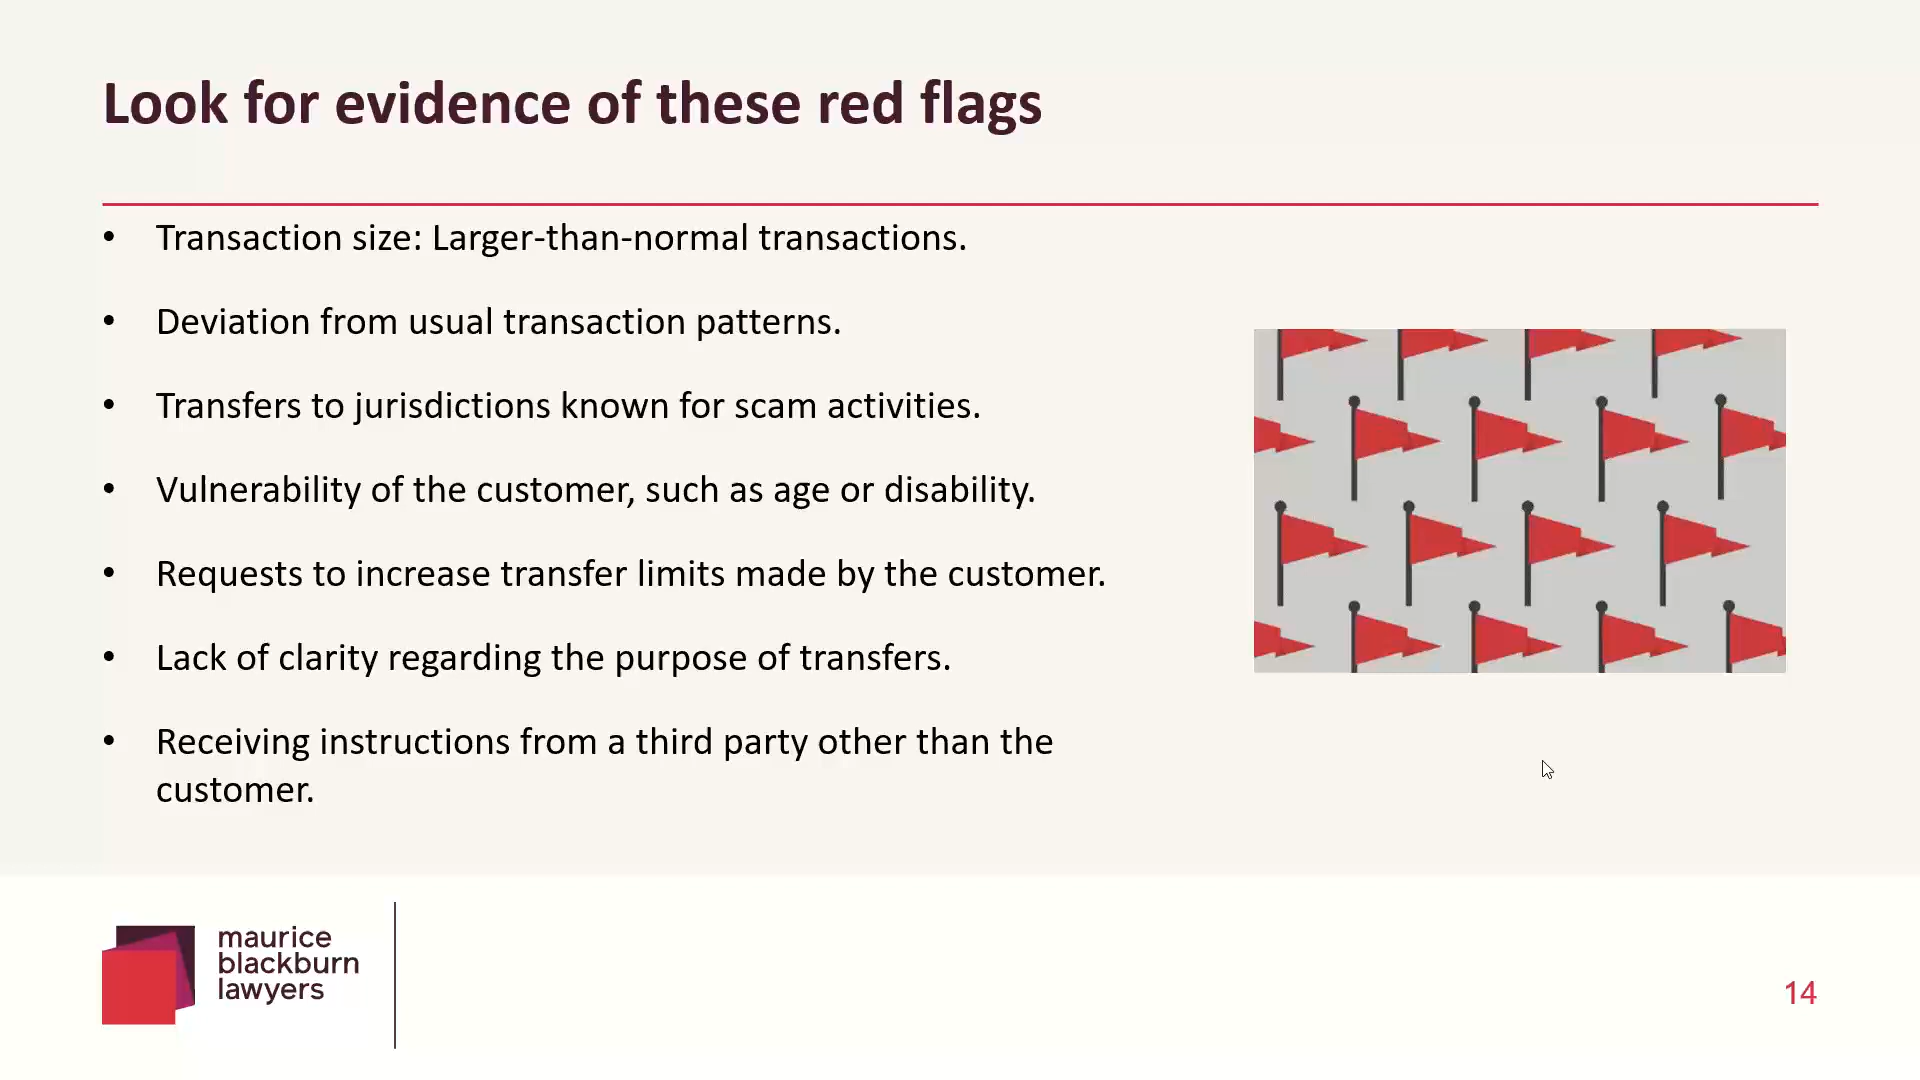 Look for evidence of these red flags
• Transaction size: Larger-than-normal transactions.
• Deviation from usual transaction patterns.
• Transfers to jurisdictions known for scam activities.
• Vulnerability of the customer, such as age or disability.
• Requests to increase transfer limits made by the customer.
• Lack of clarity regarding the purpose of transfers.
• Receiving instructions from a third party other than the
customer.
maurice
blackburn
lawyers
14